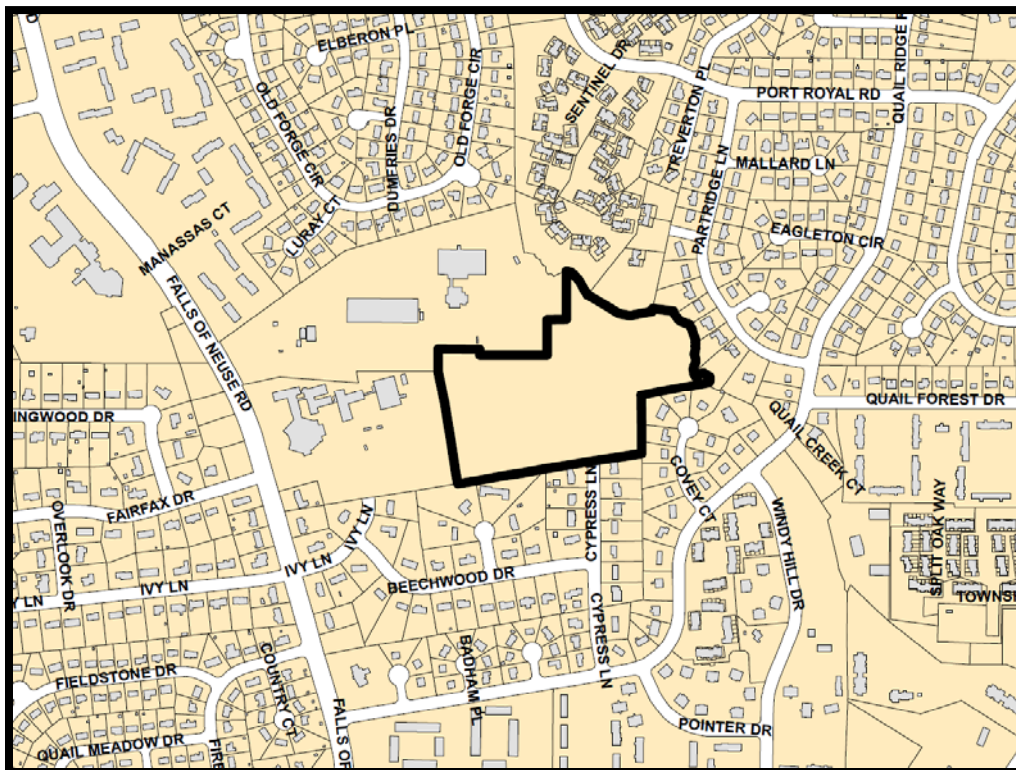 ELBERON PL
OLD FORGE CIR
DUMFRIES DR
OLD FORGE CIR
SENTINEL DR
TREVERTON PL
PORT ROYAL RD
QUAIL RIDGE R
MALLARD LN
PARTRIDGE LN
EAGLETON CIR
LURAY CT
MANASSAS CT
FALLS OF NEUSE RD
INGWOOD DR
QUAIL FOREST DR
QUAIL CREEK CT
COVEY CT
CYPRESS LN
FAIRFAX DR
OVERLOOK DR
IVY LN
IVY LN
IVY LN
Y LN
BEECHWOOD DR
WINDY HILL DR
SPLIT OAK WAY
TOWNS
CYPRESS LN
BADHAM PL
FIELDSTONE DR
COUNTRY CT
QUAIL MEADOW DR
FIRE
FALLS OF
POINTER DR